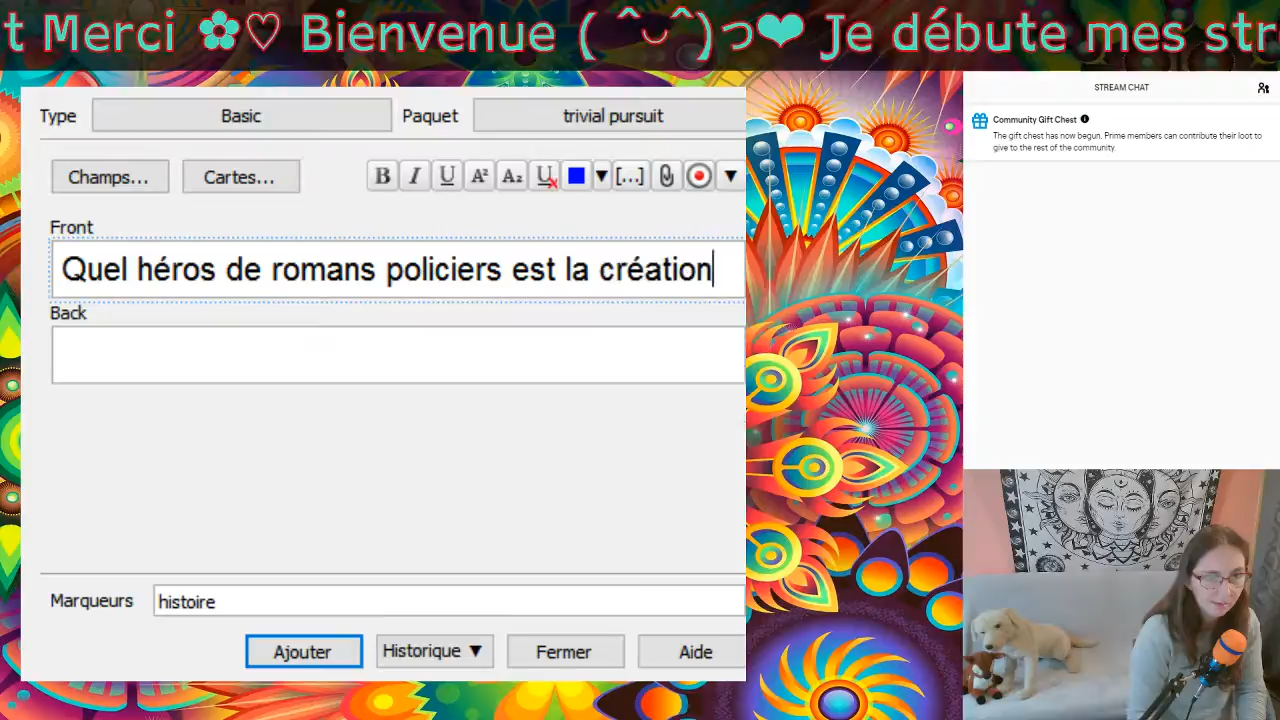 t Merci ✿♡ Bienvenue ( ^◡^)っ❤ Je débute mes str
Type
Basic
Paquet
trivial pursuit
Champs...
Cartes...
B I U A² A₂ U [...]
Front
Quel héros de romans policiers est la création
Back
Marqueurs
histoire
Ajouter
Historique ▼
Fermer
Aide
STREAM CHAT
Community Gift Chest
The gift chest has now begun. Prime members can contribute their loot to
give to the rest of the community.